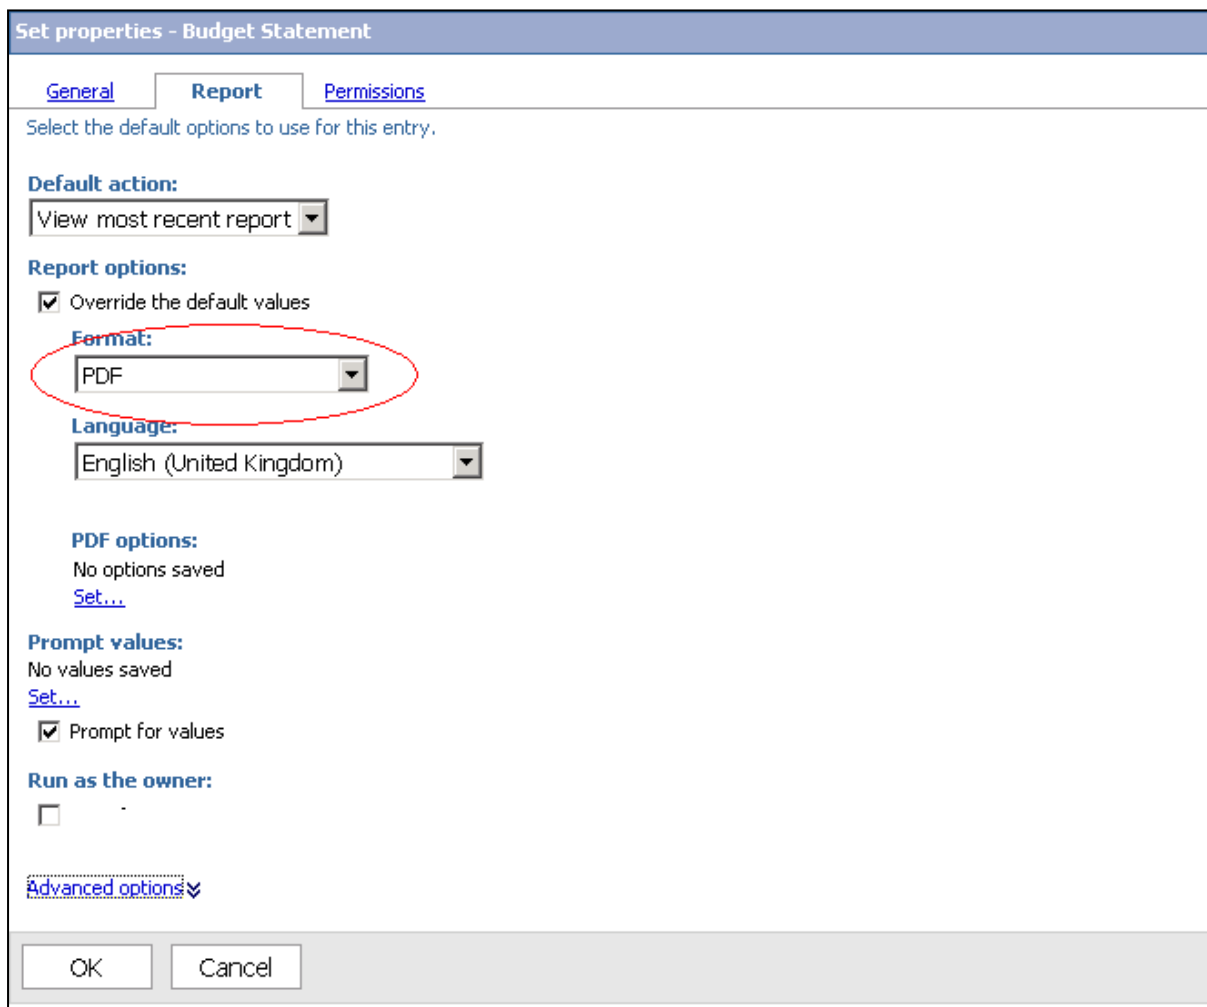 Set properties - Budget Statement
General Report Permissions
Select the default options to use for this entry.
Default action:
View most recent report
Report options:
Override the default values
Format:
PDF
Language:
English (United Kingdom)
PDF options:
No options saved
Set...
Prompt values:
No values saved
Set...
Prompt for values
Run as the owner:
Advanced options
OK Cancel